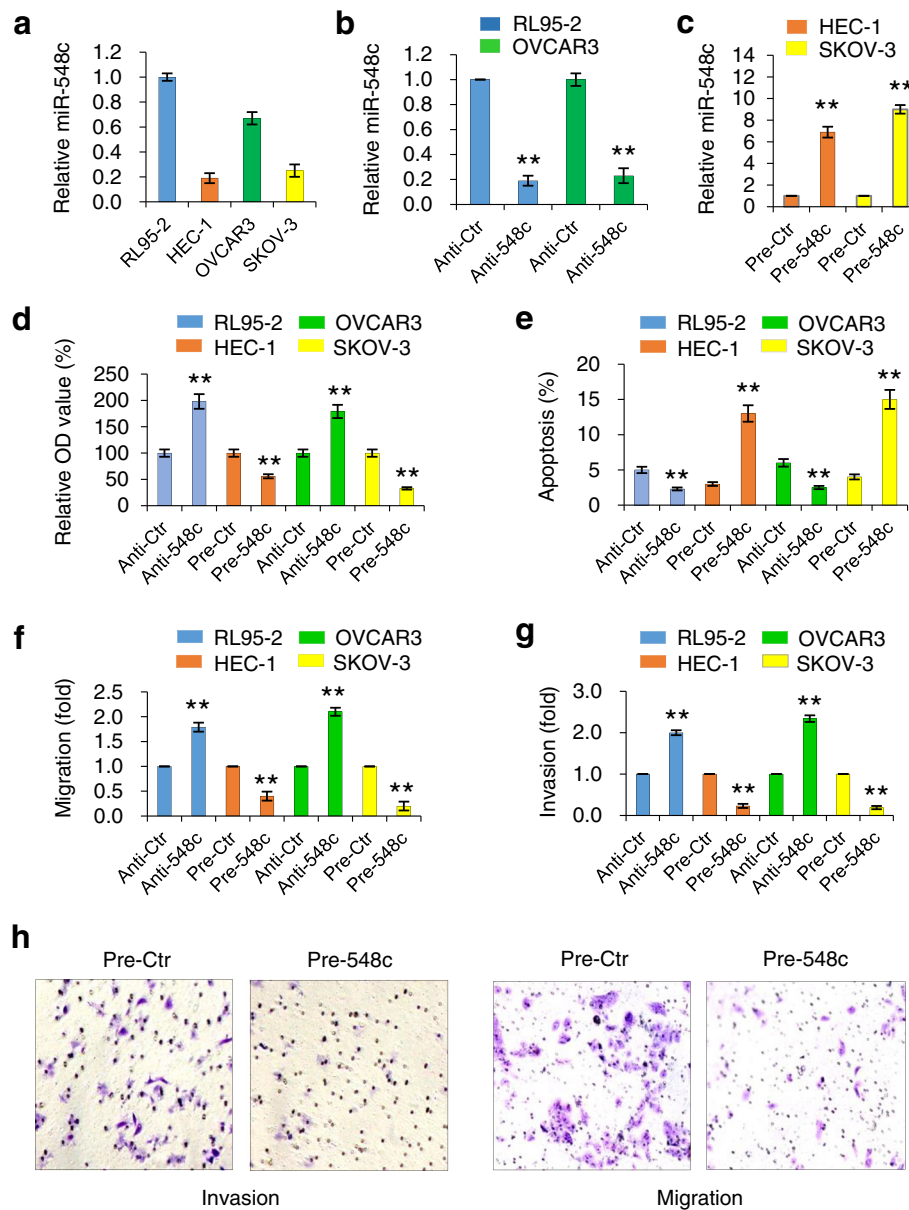 a
Relative miR-548c
1.2
1.0
0.8
0.6
0.4
0.2
0.0
RL95-2
HEC-1
OVCAR3
SKOV-3
b
RL95-2
OVCAR3
Relative miR-548c
1.2
1.0
0.8
0.6
0.4
0.2
0.0
**
**
Anti-Ctr
Anti-548c
Anti-Ctr
Anti-548c
c
HEC-1
SKOV-3
Relative miR-548c
14
12
10
8
6
4
2
0
**
**
Pre-Ctr
Pre-548c
Pre-Ctr
Pre-548c
d
RL95-2
OVCAR3
HEC-1
SKOV-3
Relative OD value (%)
250
200
150
100
50
0
**
**
**
**
Anti-Ctr
Anti-548c
Pre-Ctr
Pre-548c
Anti-Ctr
Anti-548c
Pre-Ctr
Pre-548c
e
RL95-2
OVCAR3
HEC-1
SKOV-3
Apoptosis (%)
20
15
10
5
0
**
**
**
**
Anti-Ctr
Anti-548c
Pre-Ctr
Pre-548c
Anti-Ctr
Anti-548c
Pre-Ctr
Pre-548c
f
RL95-2
OVCAR3
HEC-1
SKOV-3
Migration (fold)
2.5
2.0
1.5
1.0
0.5
0.0
**
**
**
**
Anti-Ctr
Anti-548c
Pre-Ctr
Pre-548c
Anti-Ctr
Anti-548c
Pre-Ctr
Pre-548c
g
RL95-2
OVCAR3
HEC-1
SKOV-3
Invasion (fold)
3.0
2.0
1.0
0.0
**
**
**
**
Anti-Ctr
Anti-548c
Pre-Ctr
Pre-548c
Anti-Ctr
Anti-548c
Pre-Ctr
Pre-548c
h
Pre-Ctr
Pre-548c
Pre-Ctr
Pre-548c
Invasion
Migration